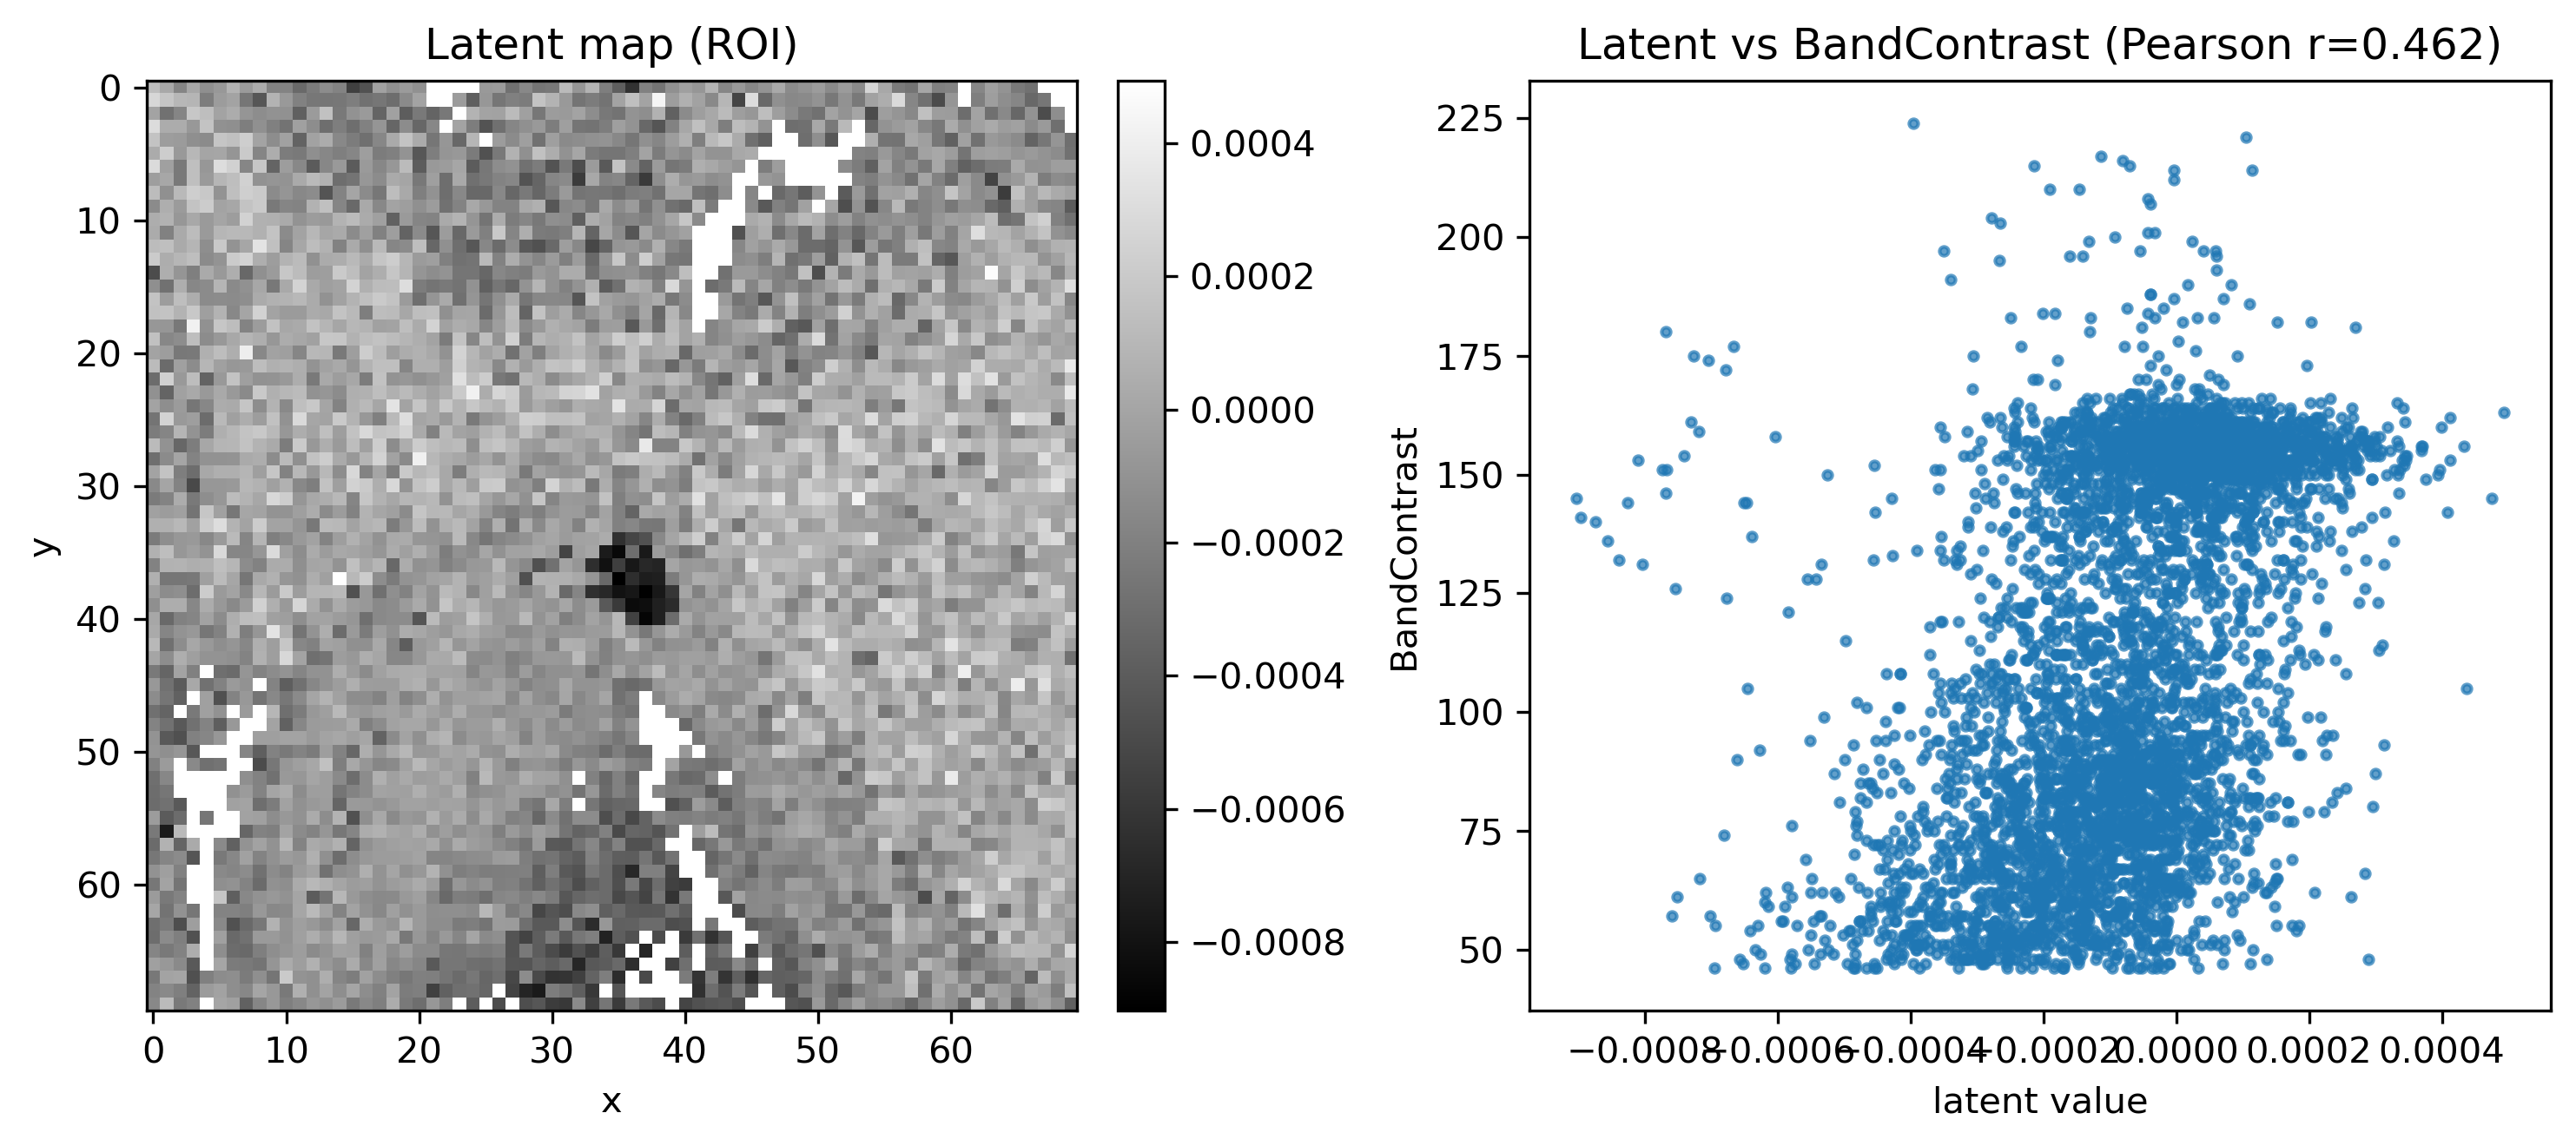 Latent map (ROI)
0
10
20
30
40
50
60
y
0 10 20 30 40 50 60
x
0.0004
0.0002
0.0000
−0.0002
−0.0004
−0.0006
−0.0008
Latent vs BandContrast (Pearson r=0.462)
225
200
175
150
125
100
75
50
BandContrast
−0.0008 −0.0006 −0.0004 −0.0002 0.0000 0.0002 0.0004
latent value